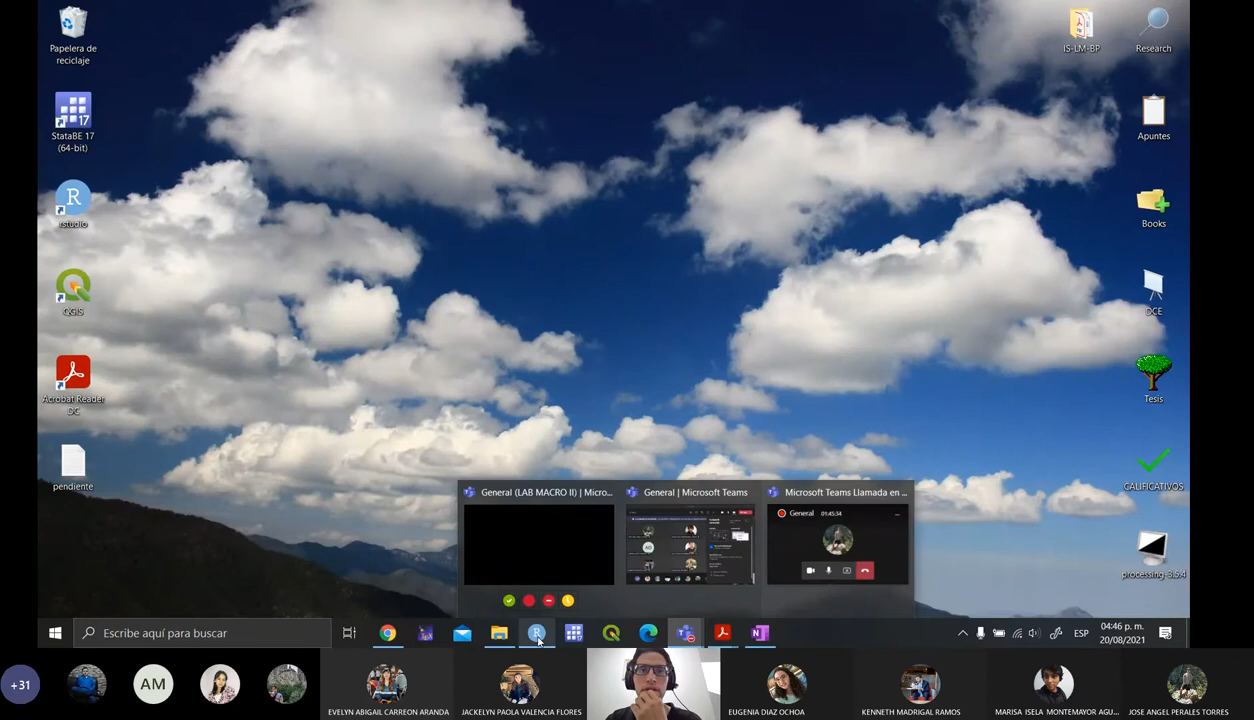 Papelera de
reciclaje
17
StataBE 17
(64-bit)
R
rstudio
QGIS
Acrobat Reader
DC
pendiente
IS-LM-BP
Research
Apuntes
Books
DCE
Tesis
CALIFICATIVOS
processing-3.5.4
General (LAB MACRO II) | Micro...
General | Microsoft Teams
Microsoft Teams Llamada en ...
General 01:45:34
Escribe aquí para buscar
ESP
04:46 p. m.
20/08/2021
+31
AM
EVELYN ABIGAIL CARREON ARANDA
JACKELYN PAOLA VALENCIA FLORES
EUGENIA DIAZ OCHOA
KENNETH MADRIGAL RAMOS
MARISA ISELA MONTEMAYOR AGU...
JOSE ANGEL PERALES TORRES